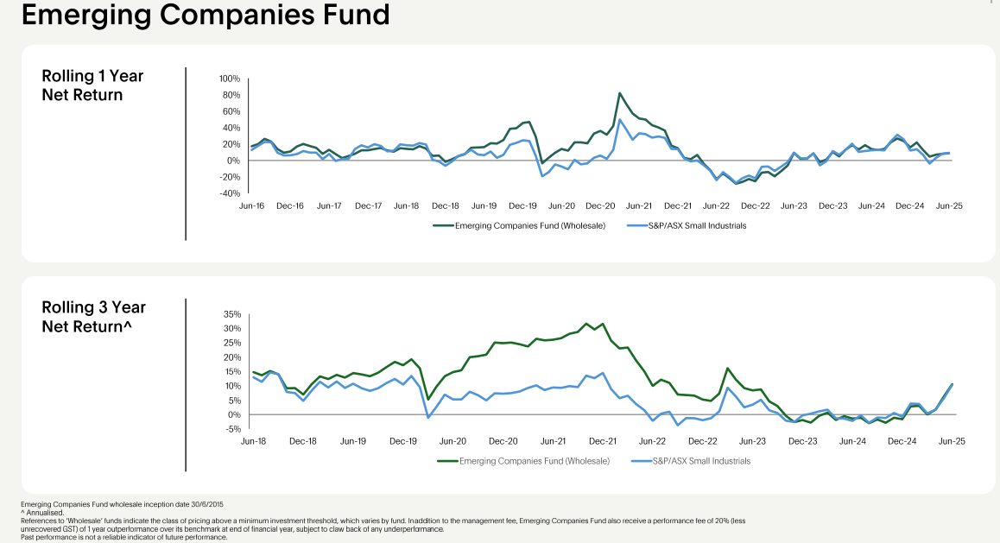 Emerging Companies Fund
Rolling 1 Year
Net Return
100%
80%
60%
40%
20%
0%
-20%
-40%
Jun-16 Dec-16 Jun-17 Dec-17 Jun-18 Dec-18 Jun-19 Dec-19 Jun-20 Dec-20 Jun-21 Dec-21 Jun-22 Dec-22 Jun-23 Dec-23 Jun-24 Dec-24 Jun-25
Emerging Companies Fund (Wholesale) S&P/ASX Small Industrials
Rolling 3 Year
Net Return^
35%
30%
25%
20%
15%
10%
5%
0%
-5%
Jun-18 Dec-18 Jun-19 Dec-19 Jun-20 Dec-20 Jun-21 Dec-21 Jun-22 Dec-22 Jun-23 Dec-23 Jun-24 Dec-24 Jun-25
Emerging Companies Fund (Wholesale) S&P/ASX Small Industrials
Emerging Companies Fund wholesale inception date 30/6/2015
^ Annualised.
References to 'Wholesale' funds indicate the class of pricing above a minimum investment threshold, which varies by fund. Inaddition to the management fee, Emerging Companies Fund also receive a performance fee of 20% (less
unrecovered GST) of 1 year outperformance over its benchmark at end of financial year, subject to claw back of any underperformance.
Past performance is not a reliable indicator of future performance.